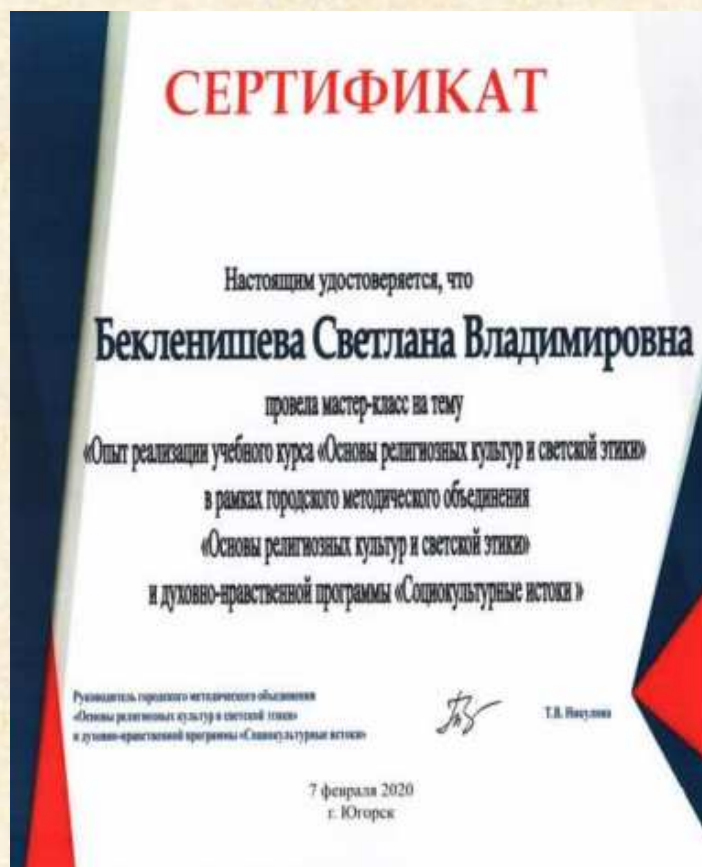 СЕРТИФИКАТ
Настоящим удостоверяется, что
Бекленищева Светлана Владимировна
провела мастер-класс на тему
«Опыт реализации учебного курса «Основы религиозных культур и светской этики»
в рамках городского методического объединения
«Основы религиозных культур и светской этики»
и духовно-нравственной программы «Социокультурные истоки »
Руководитель городского методического объединения
«Основы религиозных культур и светской этики»
и духовно-нравственной программы «Социокультурные истоки»
Т.В. Никулина
7 февраля 2020
г. Югорск